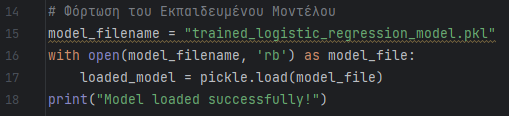 14 # Φόρτωση του Εκπαιδευμένου Μοντέλου
15 model_filename = "trained_logistic_regression_model.pkl"
16 with open(model_filename, 'rb') as model_file:
17 loaded_model = pickle.load(model_file)
18 print("Model loaded successfully!")